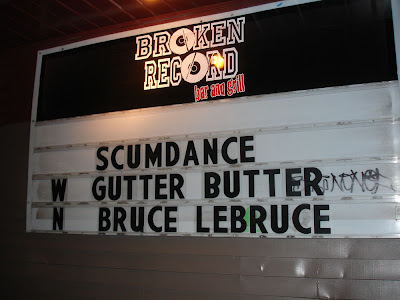 BROKEN
RECORD
bar and grill
SCUMDANCE
W GUTTER BUTTER
N BRUCE LEBRUCE